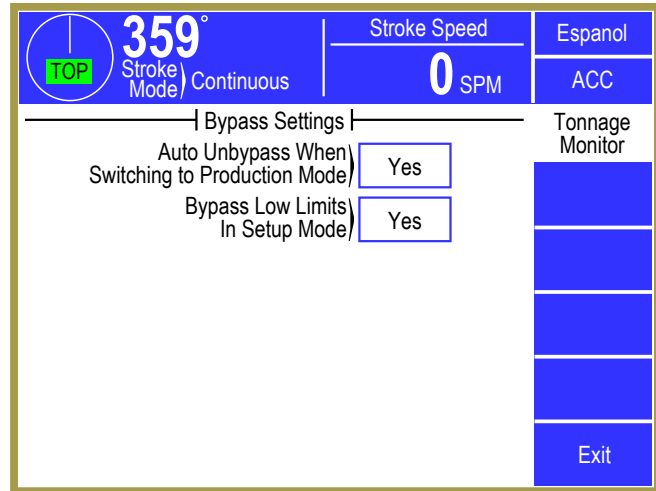 359°
TOP
Stroke
Mode) Continuous
Stroke Speed
0 SPM
Espanol
ACC
Tonnage
Monitor
Bypass Settings
Auto Unbypass When
Switching to Production Mode) Yes
Bypass Low Limits
In Setup Mode) Yes
Exit